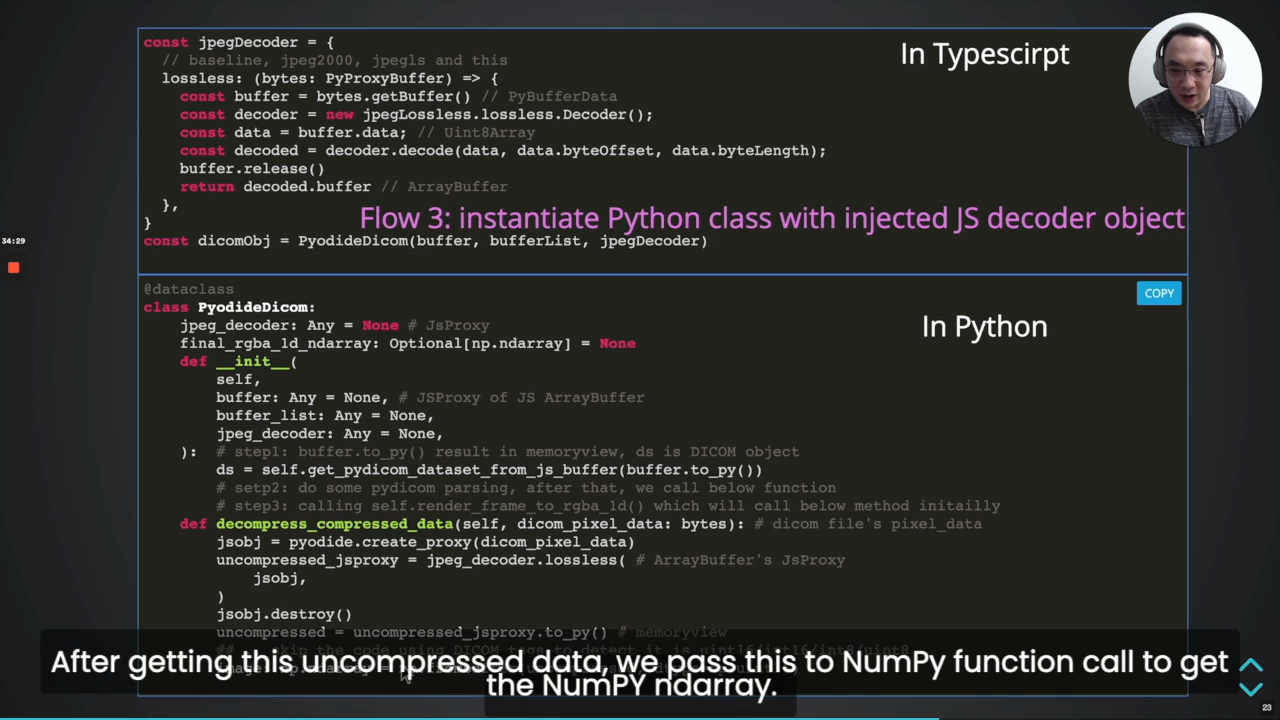 const jpegDecoder = {
// baseline, jpeg2000, jpegls and this
lossless: (bytes: PyProxyBuffer) => {
const buffer = bytes.getBuffer() // PyBufferData
const decoder = new jpegLossless.lossless.Decoder();
const data = buffer.data; // Uint8Array
const decoded = decoder.decode(data, data.byteOffset, data.byteLength);
buffer.release()
return decoded.buffer // ArrayBuffer
},
}
const dicomObj = PyodideDicom(buffer, bufferList, jpegDecoder)
In Typescirpt
Flow 3: instantiate Python class with injected JS decoder object
34:29
@dataclass
class PyodideDicom:
jpeg_decoder: Any = None # JsProxy
final_rgba_1d_ndarray: Optional[np.ndarray] = None
def __init__(
self,
buffer: Any = None, # JSProxy of JS ArrayBuffer
buffer_list: Any = None,
jpeg_decoder: Any = None,
): # step1: buffer.to_py() result in memoryview, ds is DICOM object
ds = self.get_pydicom_dataset_from_js_buffer(buffer.to_py())
# setp2: do some pydicom parsing, after that, we call below function
# step3: calling self.render_frame_to_rgba_1d() which will call below method initailly
def decompress_compressed_data(self, dicom_pixel_data: bytes): # dicom file's pixel_data
jsobj = pyodide.create_proxy(dicom_pixel_data)
uncompressed_jsproxy = jpeg_decoder.lossless( # ArrayBuffer's JsProxy
jsobj,
)
jsobj.destroy()
uncompressed = uncompressed_jsproxy.to_py() # memoryview
COPY
In Python
After getting this uncompressed data, we pass this to NumPy function call to get
the NumPY ndarray.
23